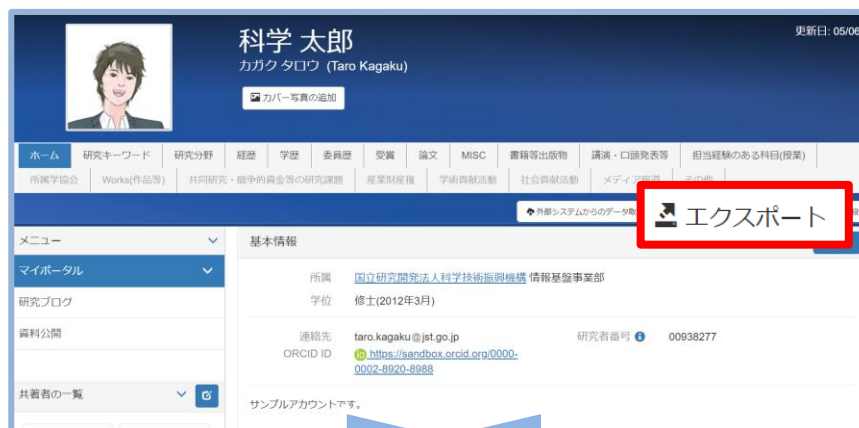 科学 太郎
カガク タロウ (Taro Kagaku)
更新日: 05/06
カバー写真の追加
ホーム 研究キーワード 研究分野 経歴 学歴 委員歴 受賞 論文 MISC 書籍等出版物 講演・口頭発表等 担当経験のある科目(授業)
所属学協会 Works(作品等) 共同研究・競争的資金等の研究課題 産業財産権 学術貢献活動 社会貢献活動 メディア報道 その他
外部システムからのデータ取
エクスポート
メニュー
マイポータル
研究ブログ
資料公開
共著者の一覧
基本情報
所属 国立研究開発法人科学技術振興機構 情報基盤事業部
学位 修士(2012年3月)
連絡先 taro.kagaku@jst.go.jp 研究者番号 00938277
ORCID ID iD https://sandbox.orcid.org/0000-
0002-8920-8988
サンプルアカウントです。